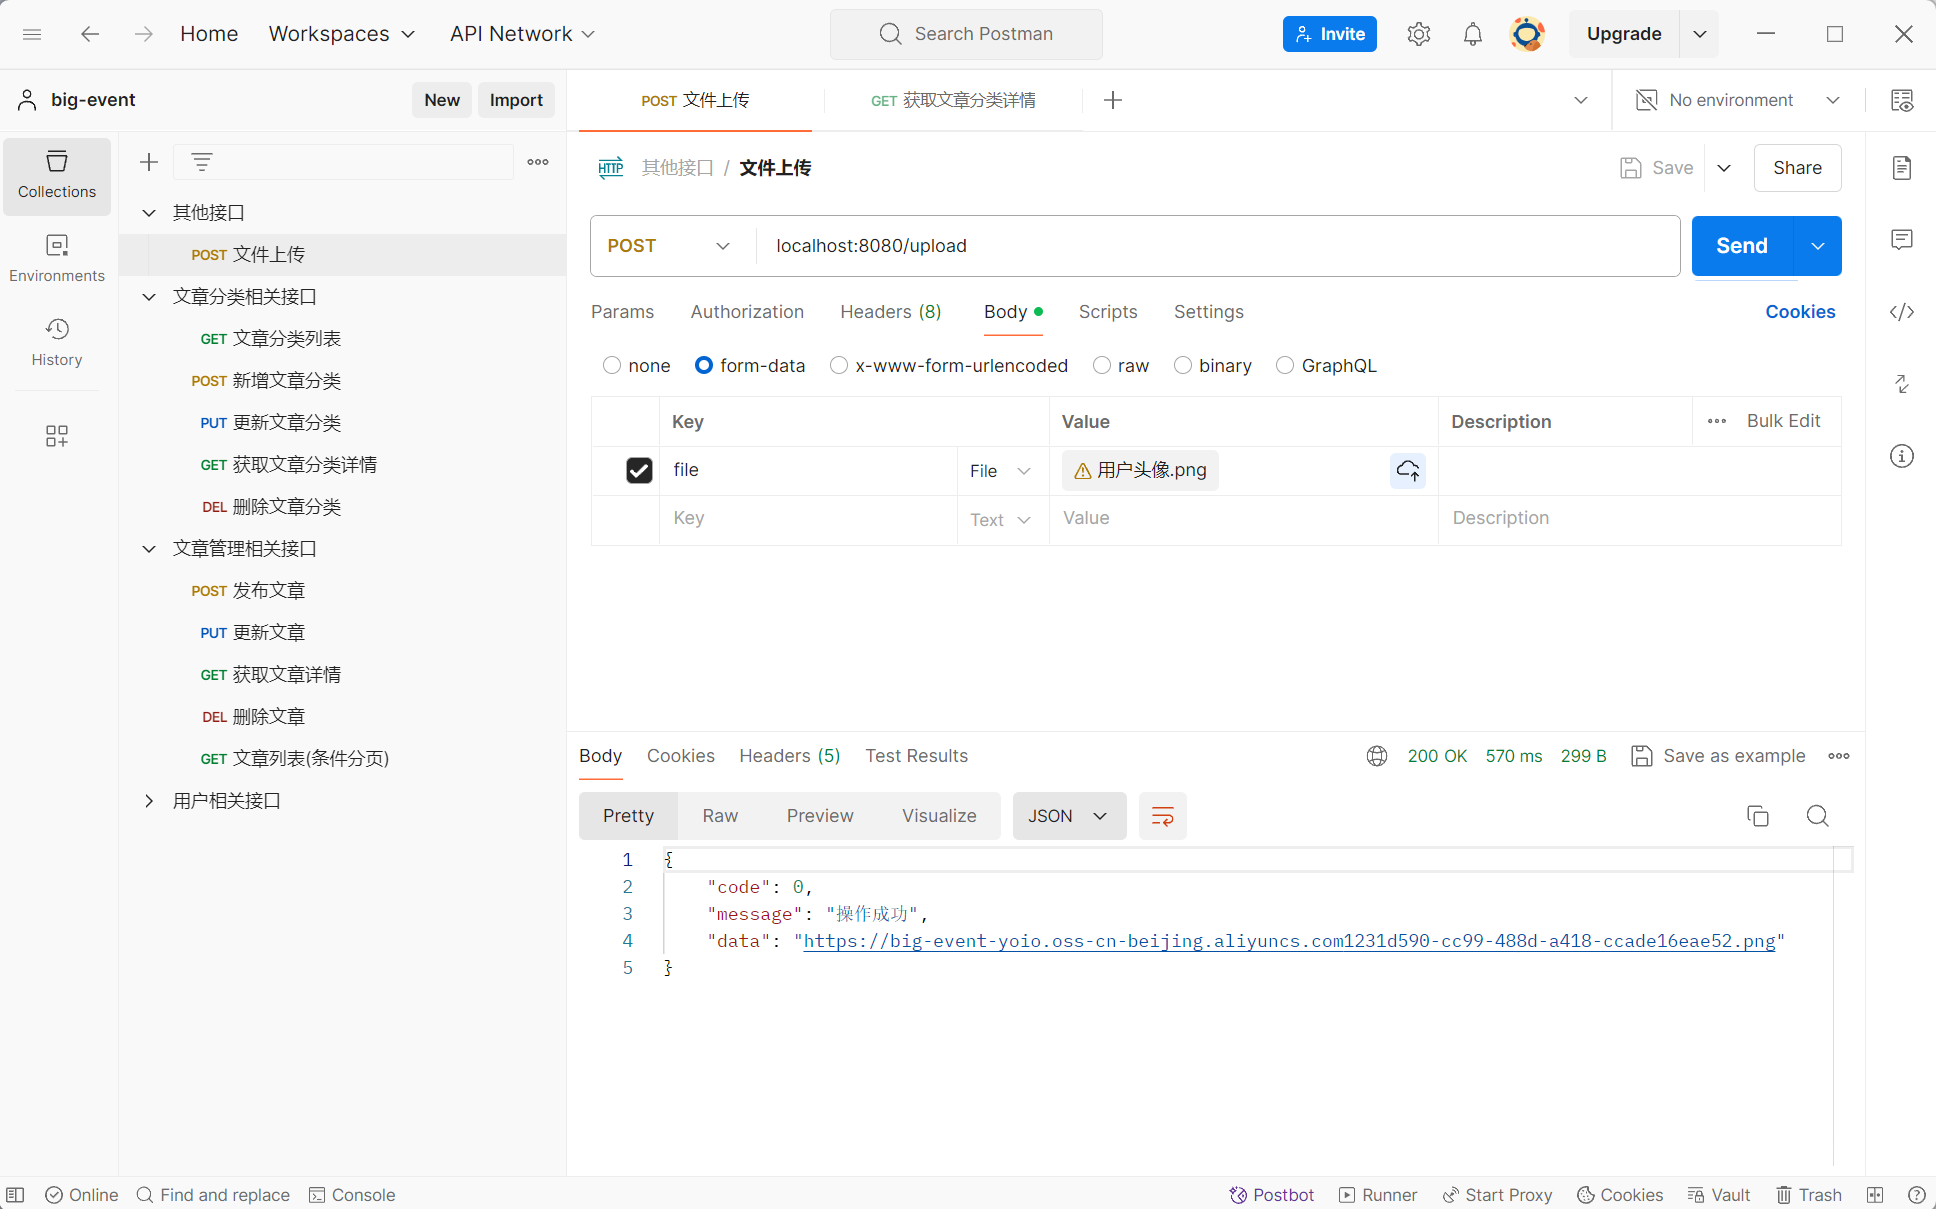 Home
Workspaces
API Network
Search Postman
Invite
Upgrade
big-event
New
Import
POST 文件上传
GET 获取文章分类详情
No environment
Collections
Environments
History
其他接口
POST 文件上传
文章分类相关接口
GET 文章分类列表
POST 新增文章分类
PUT 更新文章分类
GET 获取文章分类详情
DEL 删除文章分类
文章管理相关接口
POST 发布文章
PUT 更新文章
GET 获取文章详情
DEL 删除文章
GET 文章列表(条件分页)
用户相关接口
HTTP 其他接口 / 文件上传
Save
Share
POST
localhost:8080/upload
Send
Params Authorization Headers (8) Body Scripts Settings Cookies
none form-data x-www-form-urlencoded raw binary GraphQL
Key Value Description Bulk Edit
file File 用户头像.png
Key Text Value Description
Body Cookies Headers (5) Test Results 200 OK 570 ms 299 B Save as example
Pretty Raw Preview Visualize JSON
1 {
2 "code": 0,
3 "message": "操作成功",
4 "data": "https://big-event-yoio.oss-cn-beijing.aliyuncs.com1231d590-cc99-488d-a418-ccade16eae52.png"
5 }
Online Find and replace Console Postbot Runner Start Proxy Cookies Vault Trash